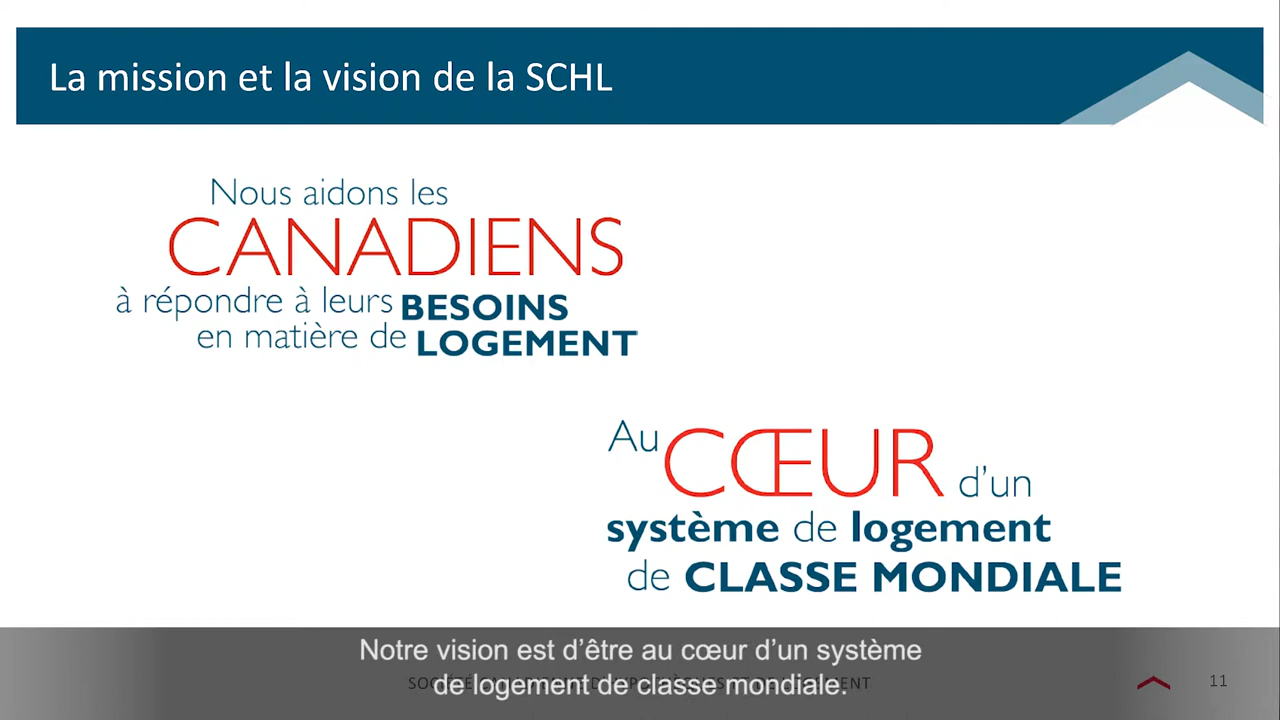 La mission et la vision de la SCHL
Nous aidons les
CANADIENS
à répondre à leurs BESOINS
en matière de LOGEMENT
Au CŒUR d'un
système de logement
de CLASSE MONDIALE
Notre vision est d'être au cœur d'un système
de logement de classe mondiale.
11